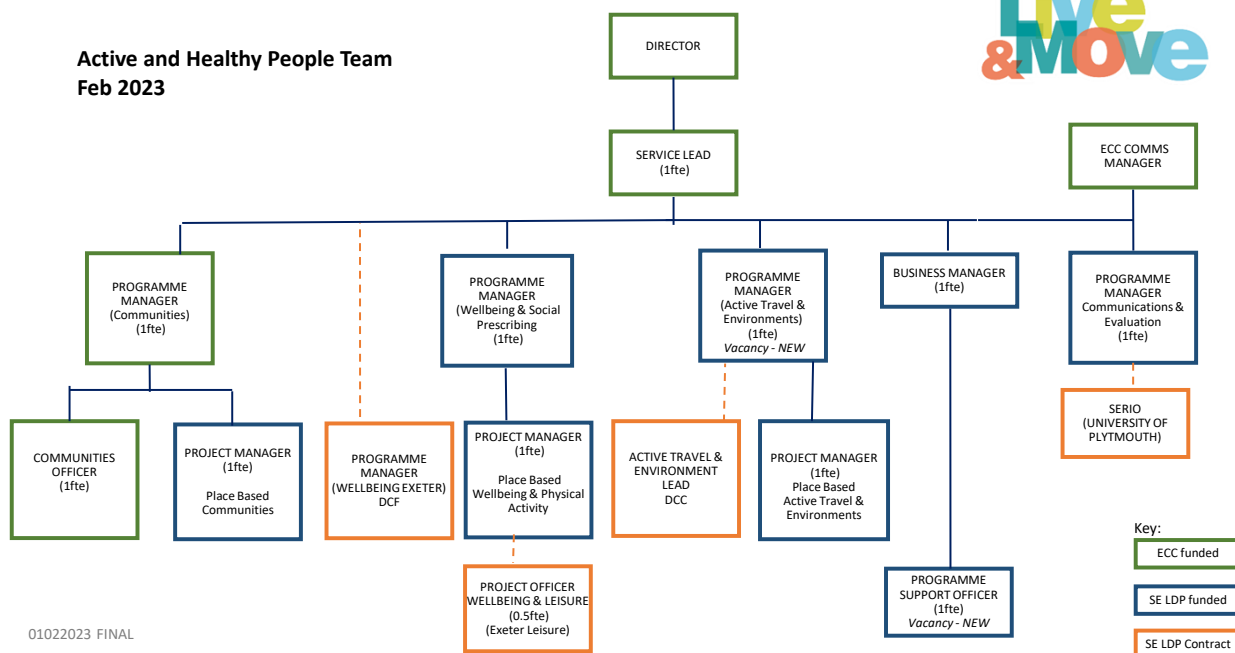 Active and Healthy People Team
Feb 2023
Live
&Move
DIRECTOR
SERVICE LEAD
(1fte)
ECC COMMS
MANAGER
PROGRAMME
MANAGER
(Communities)
(1fte)
PROGRAMME
MANAGER
(Wellbeing & Social
Prescribing
(1fte)
PROGRAMME
MANAGER
(Active Travel &
Environments)
(1fte)
Vacancy - NEW
BUSINESS MANAGER
(1fte)
PROGRAMME
MANAGER
Communications &
Evaluation
(1fte)
COMMUNITIES
OFFICER
(1fte)
PROJECT MANAGER
(1fte)
Place Based
Communities
PROGRAMME
MANAGER
(WELLBEING EXETER)
DCF
PROJECT MANAGER
(1fte)
Place Based
Wellbeing & Physical
Activity
ACTIVE TRAVEL &
ENVIRONMENT
LEAD
DCC
PROJECT MANAGER
(1fte)
Place Based
Active Travel &
Environments
SERIO
(UNIVERSITY OF
PLYTMOUTH)
PROJECT OFFICER
WELLBEING & LEISURE
(0.5fte)
(Exeter Leisure)
PROGRAMME
SUPPORT OFFICER
(1fte)
Vacancy - NEW
Key:
ECC funded
SE LDP funded
SE LDP Contract
01022023 FINAL